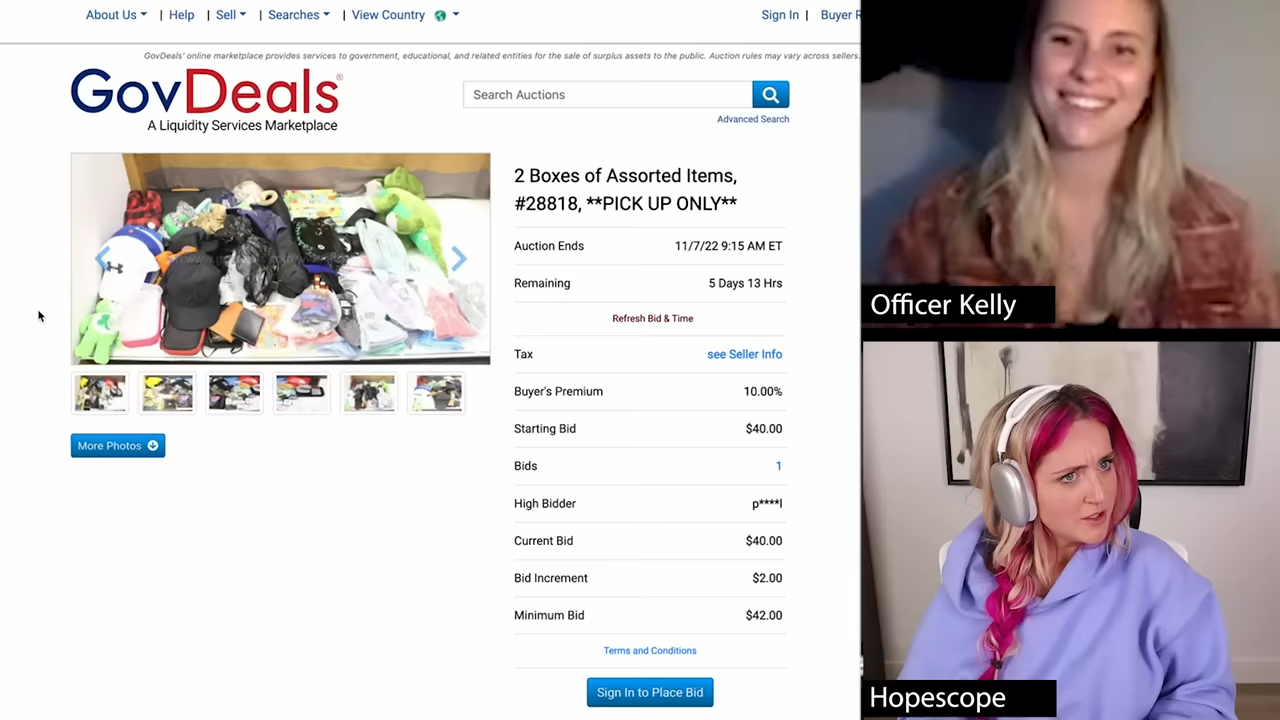 About Us | Help | Sell | Searches | View Country
Sign In | Buyer R
GovDeals' online marketplace provides services to government, educational, and related entities for the sale of surplus assets to the public. Auction rules may vary across sellers.
GovDeals®
A Liquidity Services Marketplace
Search Auctions
Advanced Search
2 Boxes of Assorted Items,
#28818, **PICK UP ONLY**
Auction Ends 11/7/22 9:15 AM ET
Remaining 5 Days 13 Hrs
Refresh Bid & Time
Tax see Seller Info
Buyer's Premium 10.00%
Starting Bid $40.00
Bids 1
High Bidder p****l
Current Bid $40.00
Bid Increment $2.00
Minimum Bid $42.00
Terms and Conditions
Sign In to Place Bid
More Photos
Officer Kelly
Hopescope